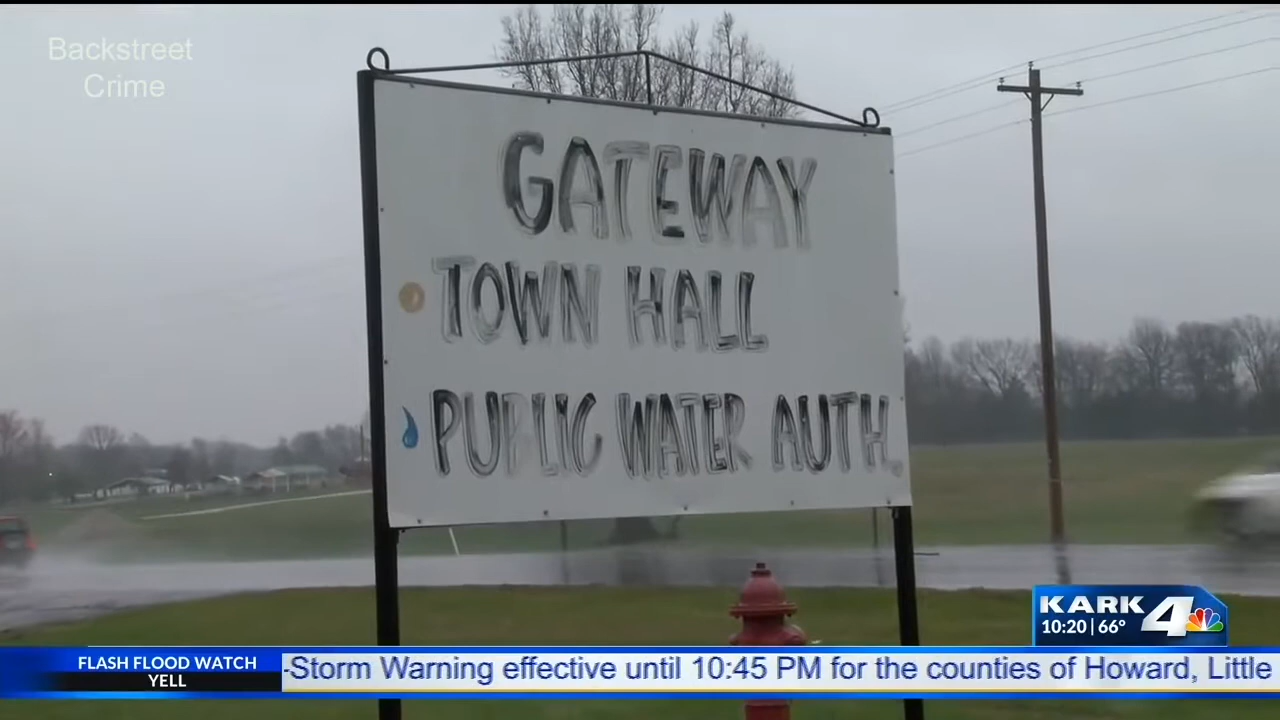 Backstreet
Crime
GATEWAY
TOWN HALL
PUBLIC WATER AUTH.
KARK 4
10:20 | 66°
FLASH FLOOD WATCH
YELL
-Storm Warning effective until 10:45 PM for the counties of Howard, Little